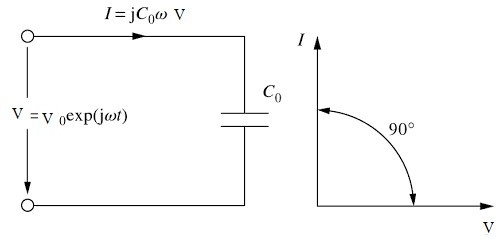 I = jC₀ω V
V = V ₀exp(jωt)
C₀
I
90°
V